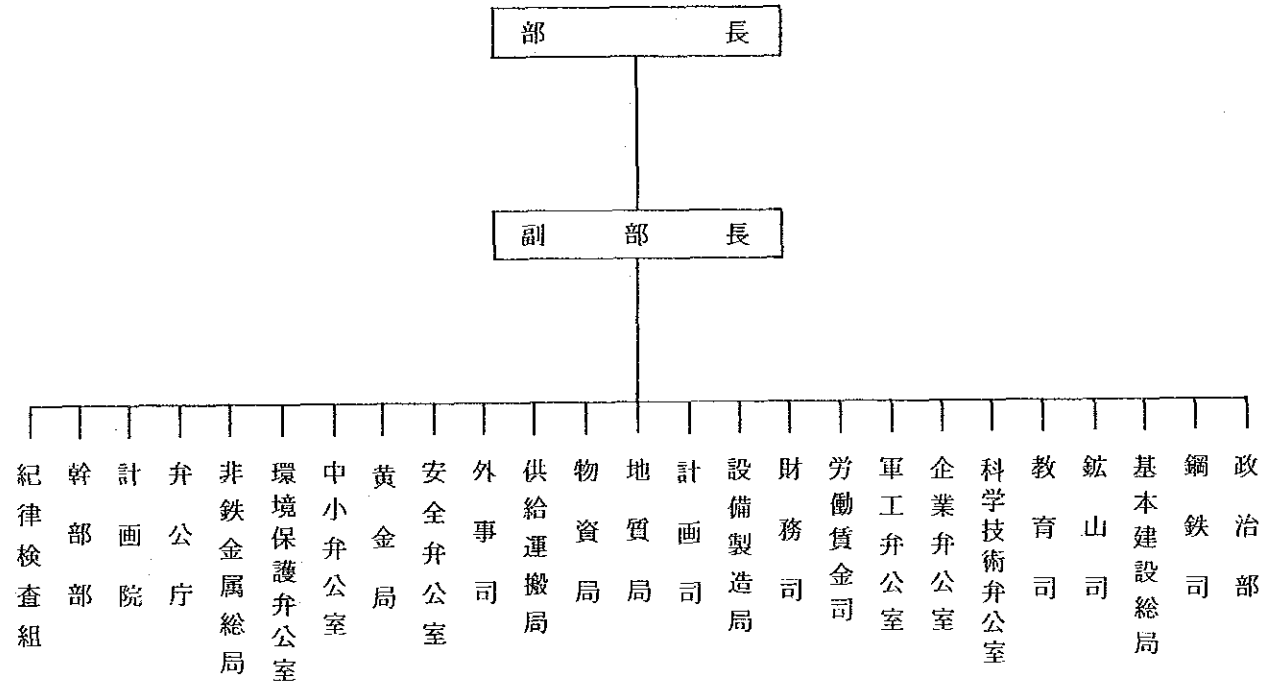 部長
副部長
紀律検査組
幹部部
計画院
弁公庁
非鉄金属総局
環境保護弁公室
中小弁公室
黄金局
安全弁公室
外事司
供給運搬局
物資局
地質局
計画司
設備製造局
財務司
労働賃金司
軍工弁公室
企業弁公室
科学技術弁公室
教育司
鉱山司
基本建設総局
鋼鉄司
政治部